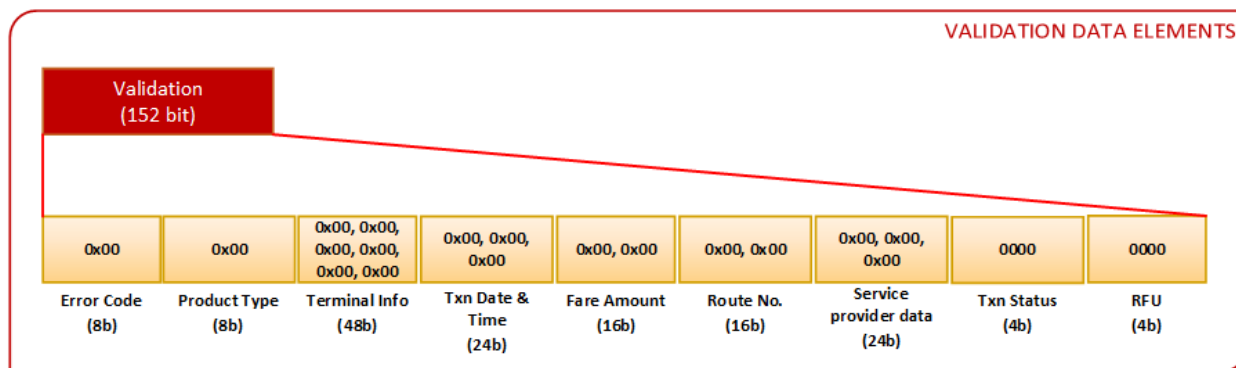 VALIDATION DATA ELEMENTS
Validation
(152 bit)
0x00
0x00
0x00, 0x00,
0x00, 0x00,
0x00, 0x00
0x00, 0x00,
0x00
0x00, 0x00
0x00, 0x00
0x00, 0x00,
0x00
0000
0000
Error Code
(8b)
Product Type
(8b)
Terminal Info
(48b)
Txn Date &
Time
(24b)
Fare Amount
(16b)
Route No.
(16b)
Service
provider data
(24b)
Txn Status
(4b)
RFU
(4b)